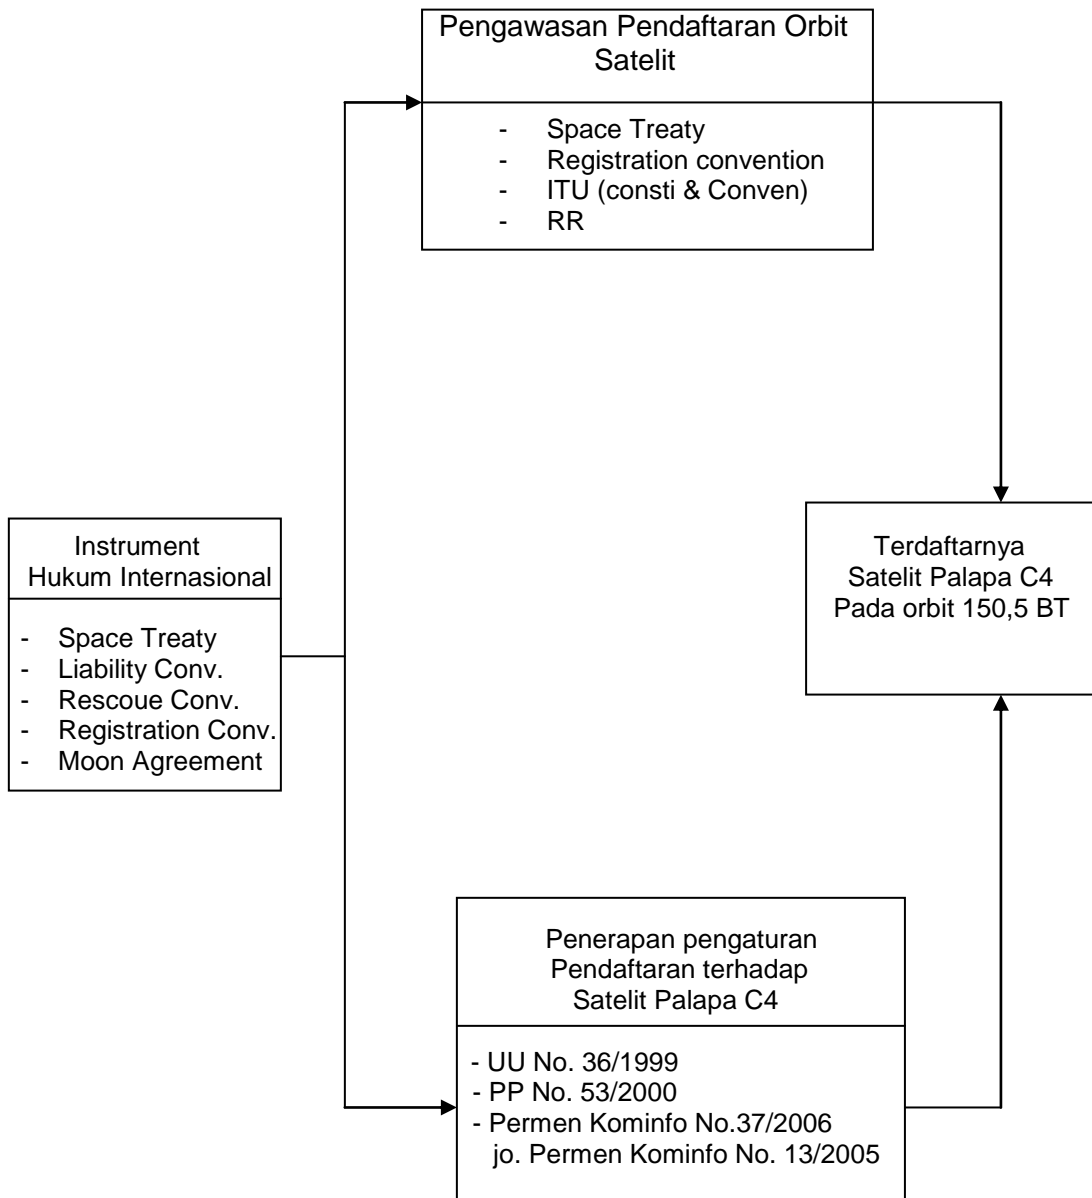 Pengawasan Pendaftaran Orbit
Satelit
- Space Treaty
- Registration convention
- ITU (consti & Conven)
- RR
Instrument
Hukum Internasional
- Space Treaty
- Liability Conv.
- Rescoue Conv.
- Registration Conv.
- Moon Agreement
Terdaftarnya
Satelit Palapa C4
Pada orbit 150,5 BT
Penerapan pengaturan
Pendaftaran terhadap
Satelit Palapa C4
- UU No. 36/1999
- PP No. 53/2000
- Permen Kominfo No.37/2006
jo. Permen Kominfo No. 13/2005